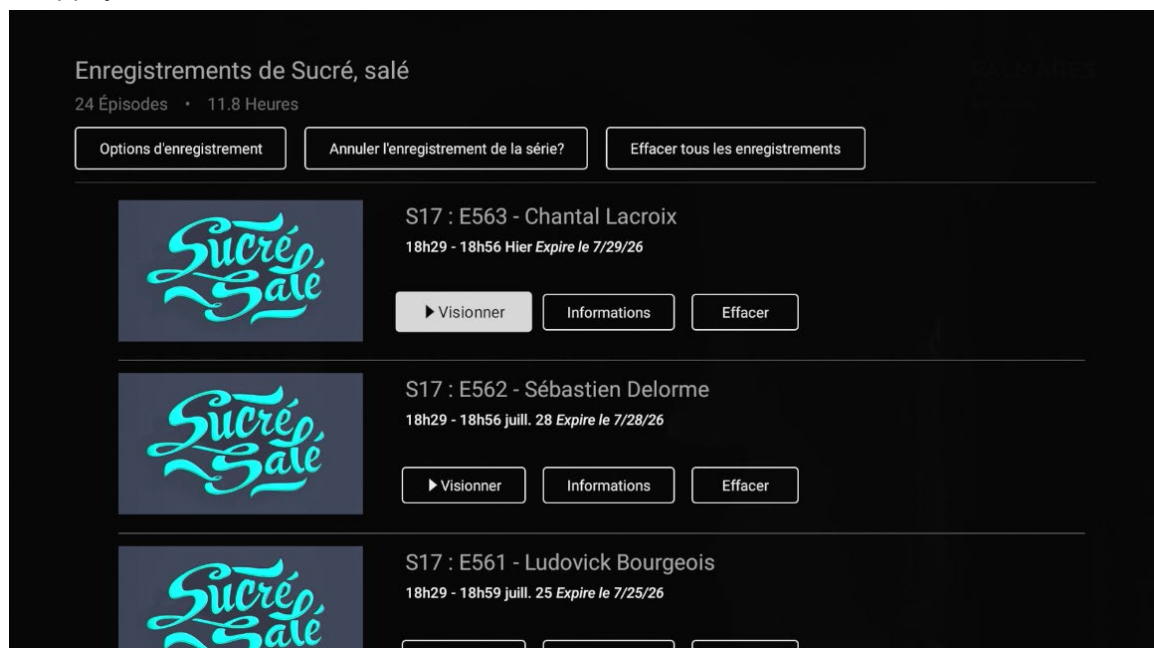 Enregistrements de Sucré, salé
24 Épisodes • 11.8 Heures
Options d'enregistrement
Annuler l'enregistrement de la série?
Effacer tous les enregistrements
Sucré,
Salé
S17 : E563 - Chantal Lacroix
18h29 - 18h56 Hier Expire le 7/29/26
Visionner
Informations
Effacer
Sucré,
Salé
S17 : E562 - Sébastien Delorme
18h29 - 18h56 juill. 28 Expire le 7/28/26
Visionner
Informations
Effacer
Sucré,
Salé
S17 : E561 - Ludovick Bourgeois
18h29 - 18h59 juill. 25 Expire le 7/25/26